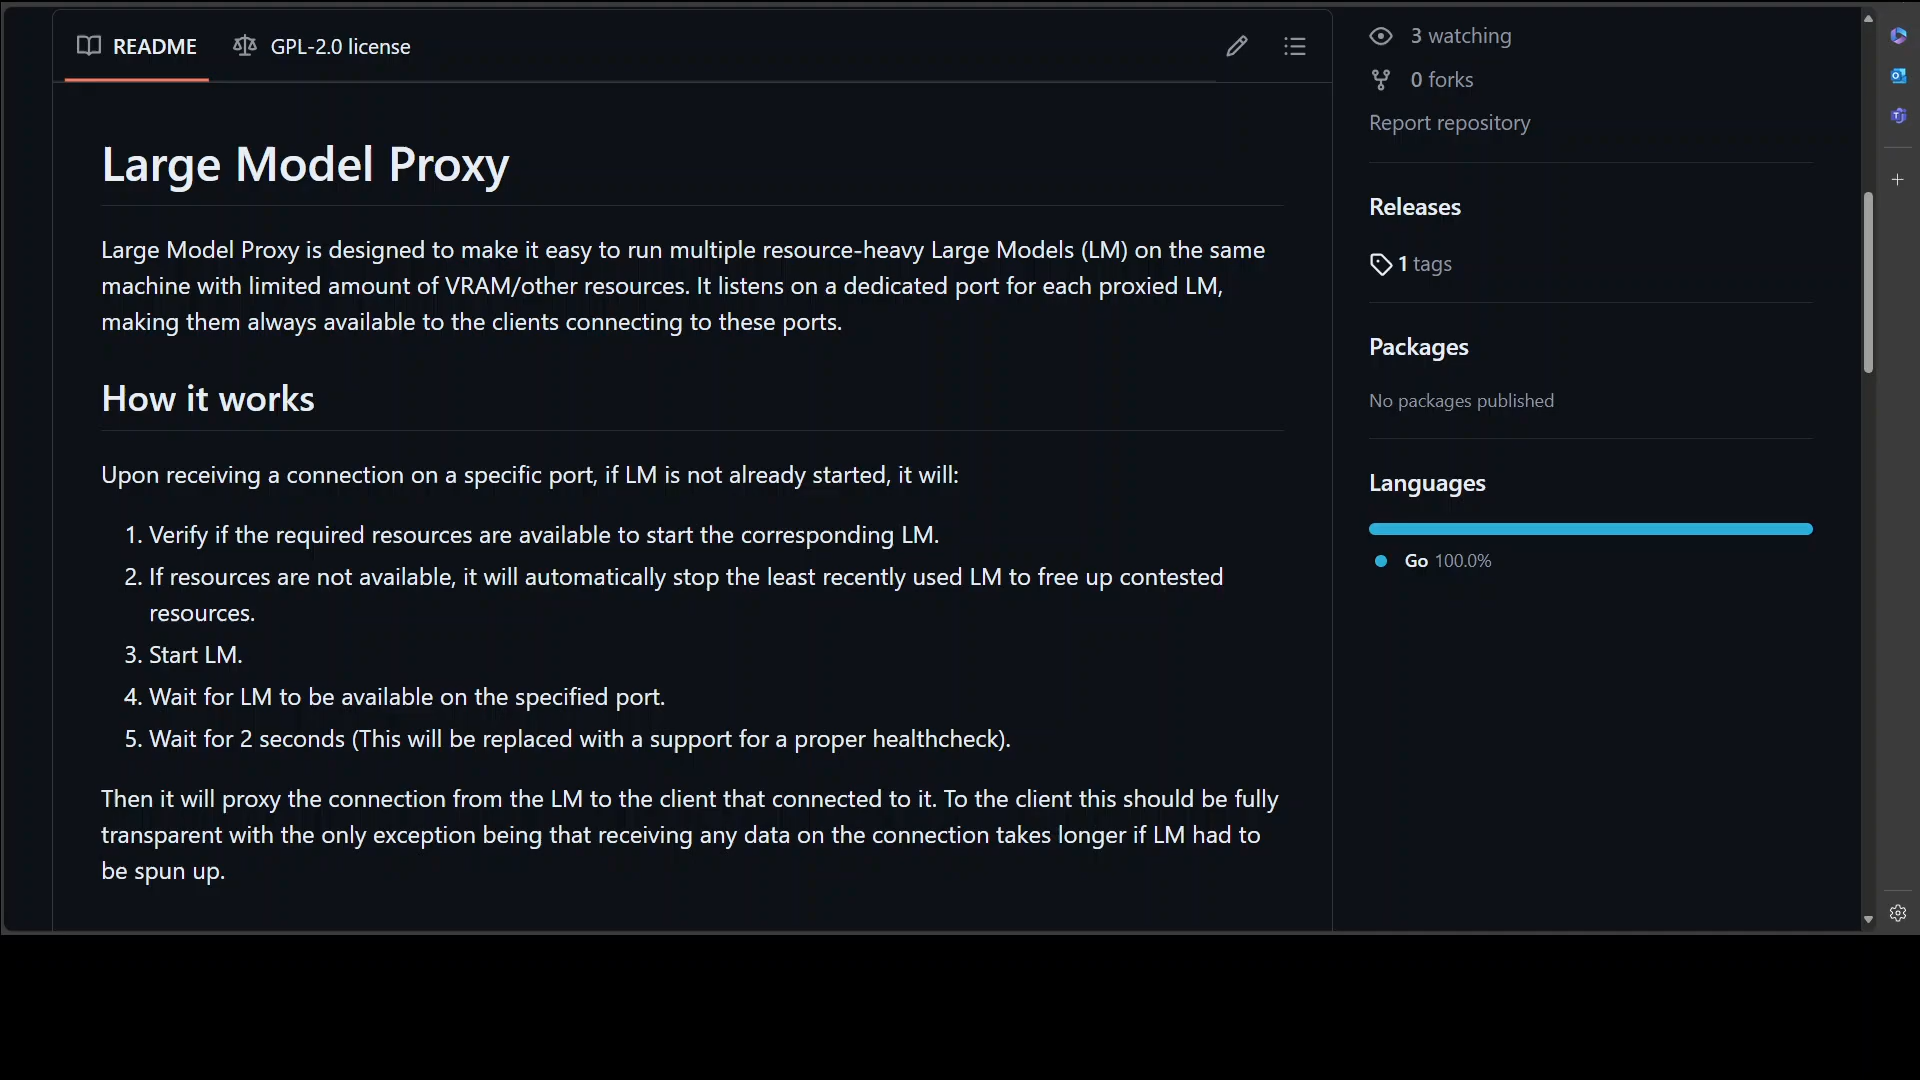 README
GPL-2.0 license
Large Model Proxy
Large Model Proxy is designed to make it easy to run multiple resource-heavy Large Models (LM) on the same
machine with limited amount of VRAM/other resources. It listens on a dedicated port for each proxied LM,
making them always available to the clients connecting to these ports.
How it works
Upon receiving a connection on a specific port, if LM is not already started, it will:
1. Verify if the required resources are available to start the corresponding LM.
2. If resources are not available, it will automatically stop the least recently used LM to free up contested
resources.
3. Start LM.
4. Wait for LM to be available on the specified port.
5. Wait for 2 seconds (This will be replaced with a support for a proper healthcheck).
Then it will proxy the connection from the LM to the client that connected to it. To the client this should be fully
transparent with the only exception being that receiving any data on the connection takes longer if LM had to
be spun up.
3 watching
0 forks
Report repository
Releases
1 tags
Packages
No packages published
Languages
Go 100.0%